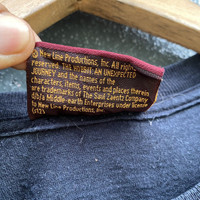 © New Line Productions, Inc. All rights
reserved. THE HOBBIT: AN UNEXPECTED
JOURNEY and the names of the
characters, items, events and places therein
are trademarks of The Saul Zaentz Company
d/b/a Middle-earth Enterprises under license
to New Line Productions, Inc.
(s12)